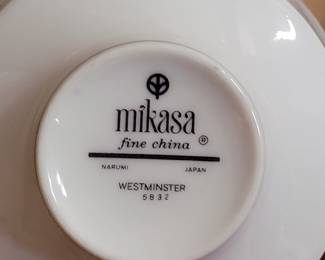 mikasa
fine china ®
NARUMI JAPAN
WESTMINSTER
5832